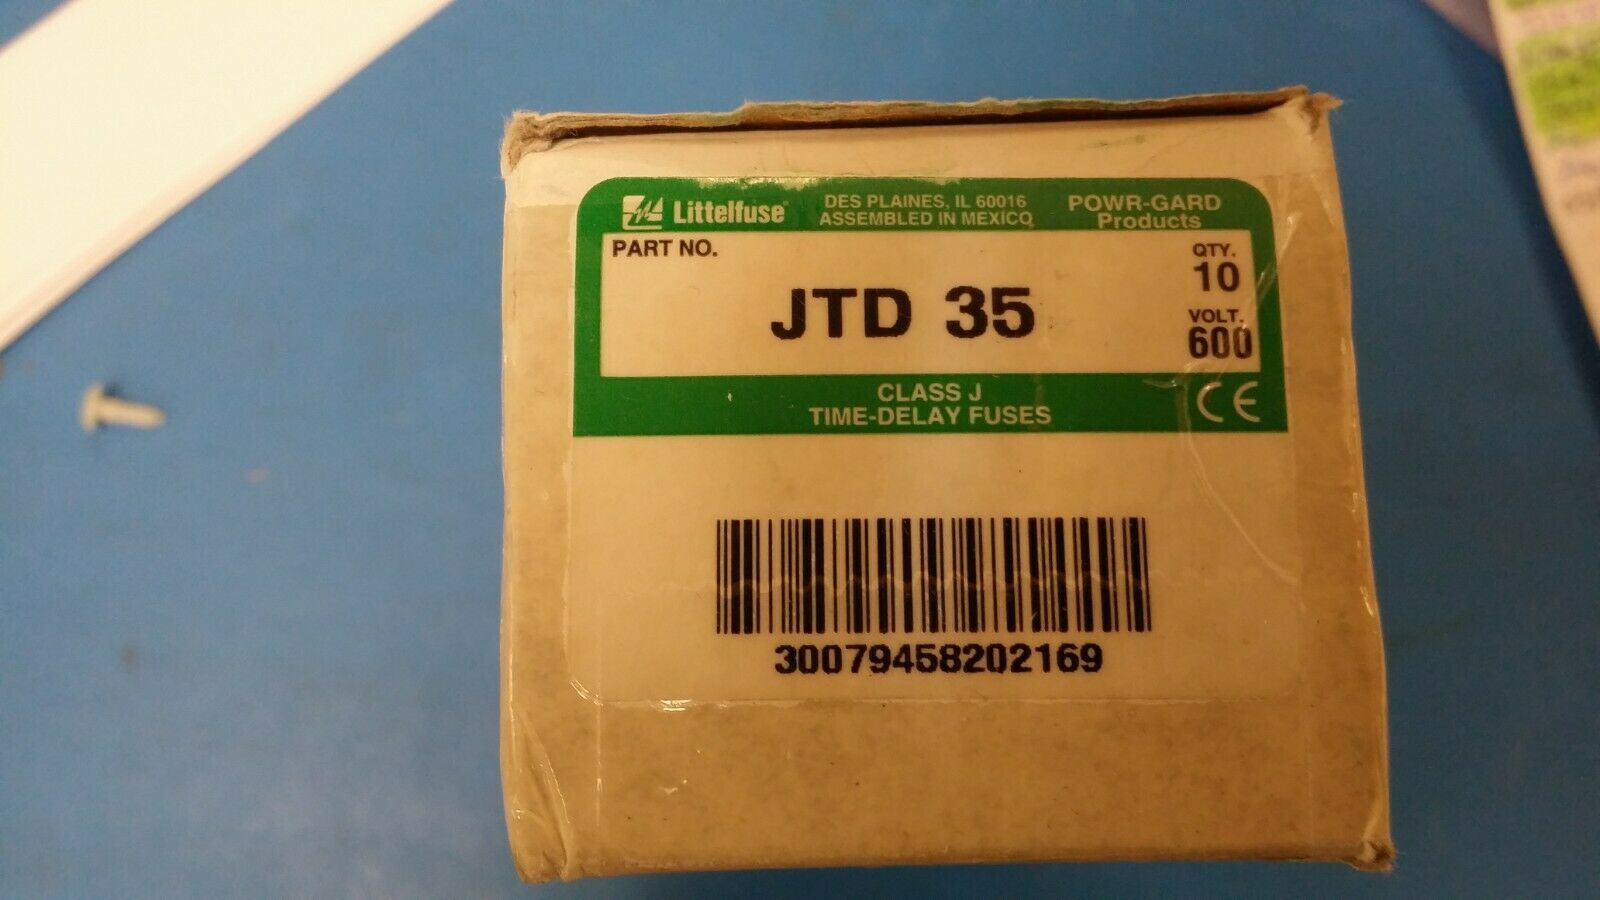 Littelfuse®
DES PLAINES, IL 60016
ASSEMBLED IN MEXICO
POWR-GARD
Products
PART NO.
JTD 35
QTY.
10
VOLT.
600
CLASS J
TIME-DELAY FUSES
CE
30079458202169